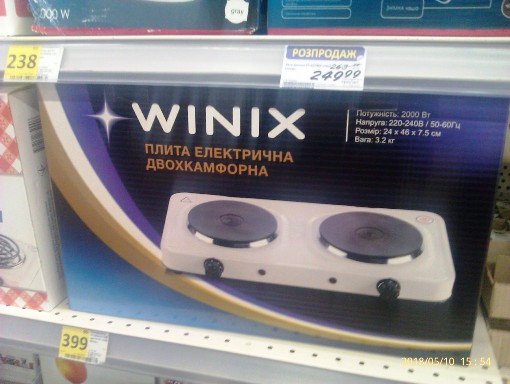 000 W
gray
238
РОЗПРОДАЖ
249⁹⁹
WINIX
ПЛИТА ЕЛЕКТРИЧНА
ДВОХКАМФОРНА
Потужність: 2000 Вт
Напруга: 220-240В / 50-60Гц
Розмір: 24 x 46 x 7.5 см
Вага: 3.2 кг
399
2018/05/10 15:54